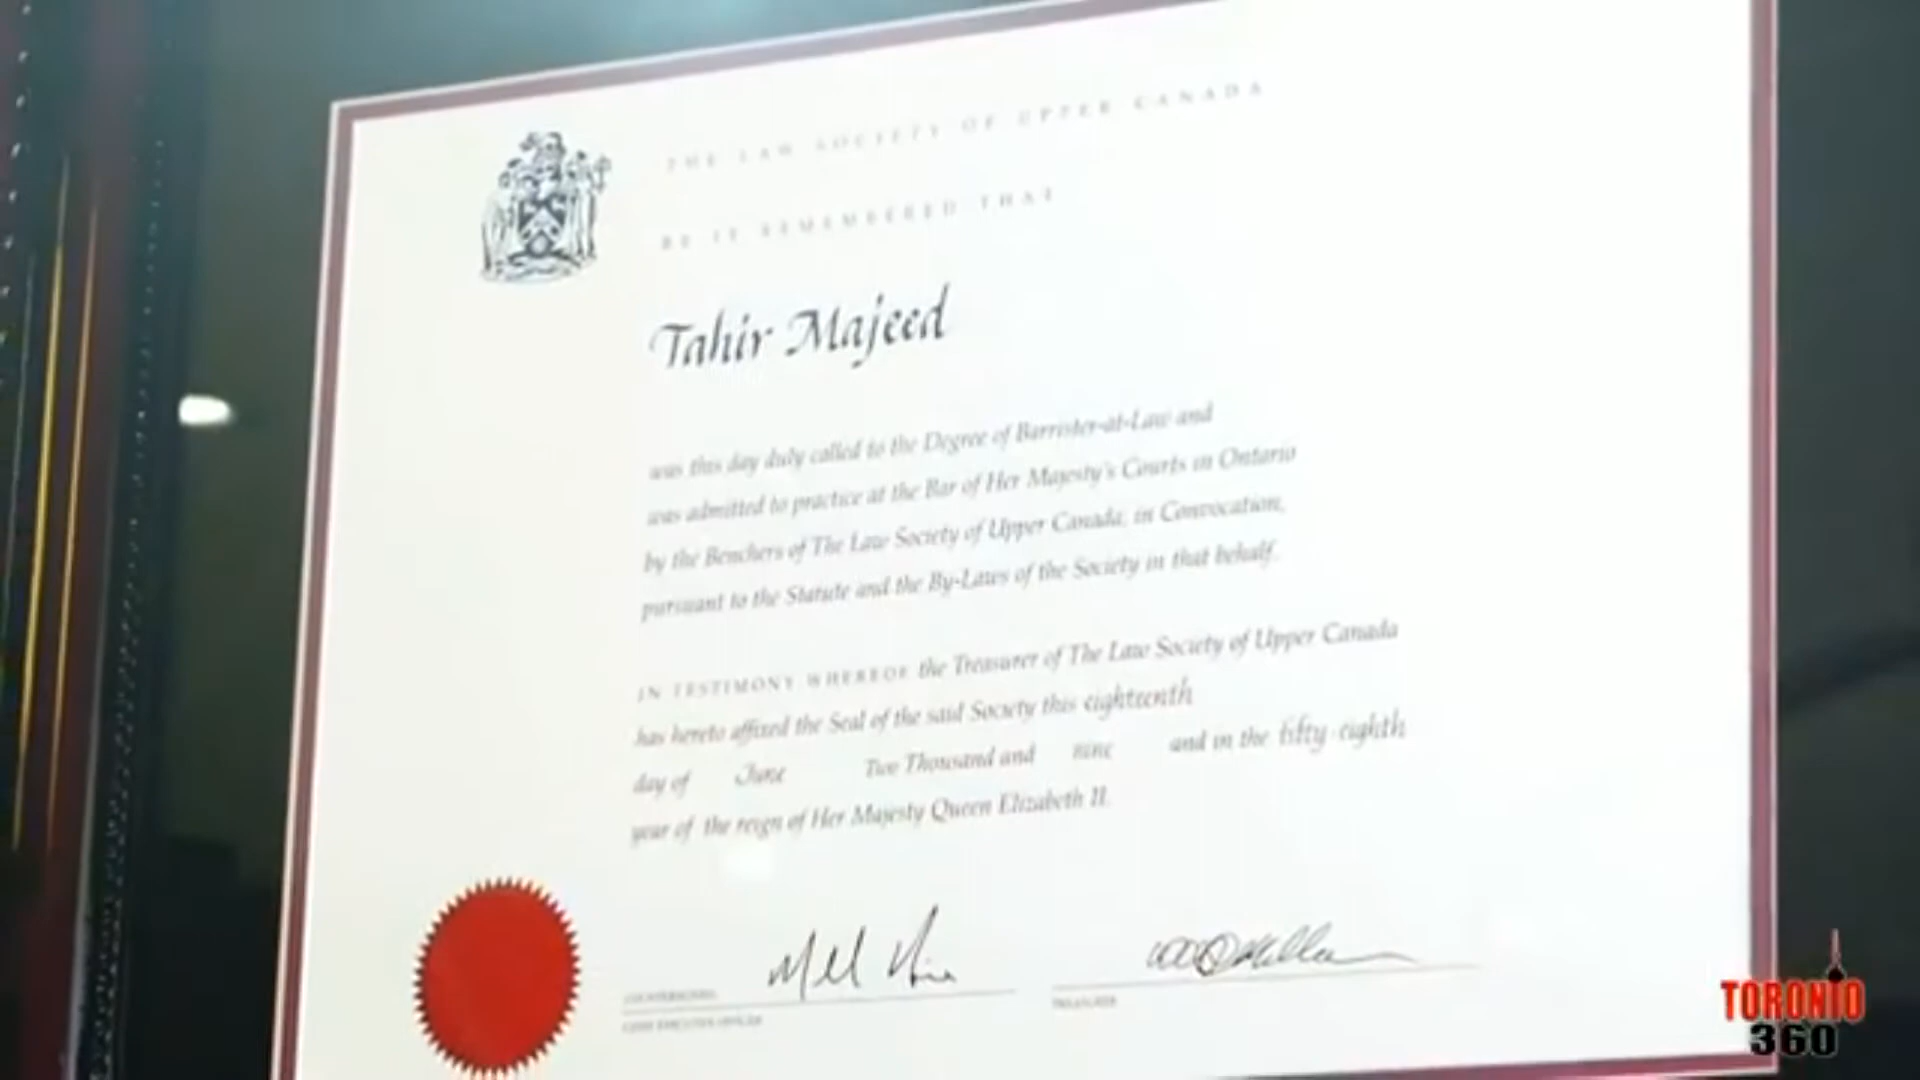 THE LAW SOCIETY OF UPPER CANADA
BE IT REMEMBERED THAT
Tahir Majeed
was this day duly called to the Degree of Barrister-at-Law and
was admitted to practice at the Bar of Her Majesty's Courts in Ontario
by the Benchers of The Law Society of Upper Canada, in Convocation,
pursuant to the Statute and the By-Laws of the Society in that behalf.
IN TESTIMONY WHEREOF the Treasurer of The Law Society of Upper Canada
has hereto affixed the Seal of the said Society this eighteenth
day of June Two Thousand and nine and in the fifty-eighth
year of the reign of Her Majesty Queen Elizabeth II.
COUNTERSIGNED
CHIEF EXECUTIVE OFFICER
TREASURER
TORONTO
360